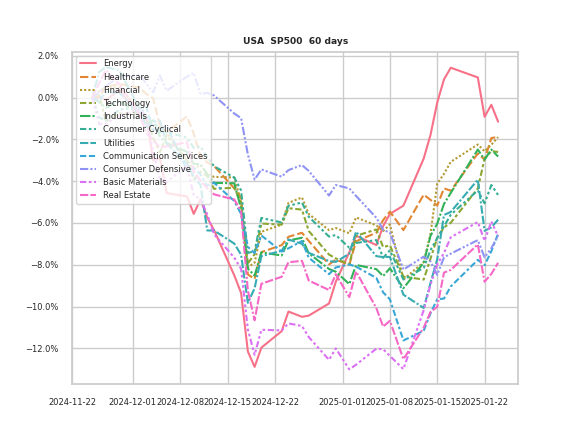 USA  SP500  60 days
2.0%
0.0%
−2.0%
−4.0%
−6.0%
−8.0%
−10.0%
−12.0%
Energy
Healthcare
Financial
Technology
Industrials
Consumer Cyclical
Utilities
Communication Services
Consumer Defensive
Basic Materials
Real Estate
2024-11-22 2024-12-01 2024-12-08 2024-12-15 2024-12-22 2025-01-01 2025-01-08 2025-01-15 2025-01-22